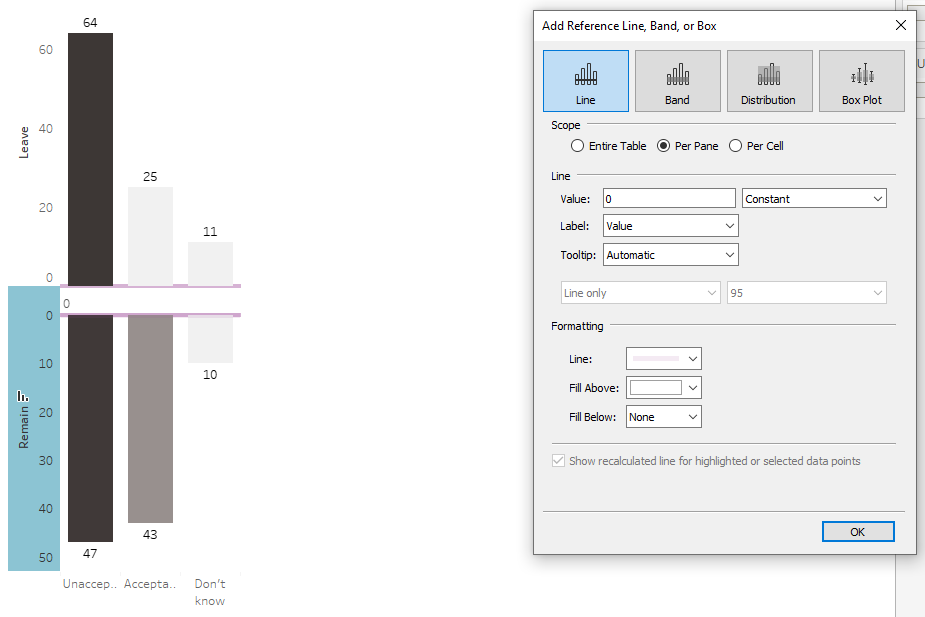 64
60
Leave
40
25
20
11
0
0
0
10
10
Remain
20
30
40
43
47
50
Unaccep..
Accepta..
Don't
know
Add Reference Line, Band, or Box
Line
Band
Distribution
Box Plot
Scope
Entire Table
Per Pane
Per Cell
Line
Value:
0
Constant
Label:
Value
Tooltip:
Automatic
Line only
95
Formatting
Line:
Fill Above:
Fill Below:
None
Show recalculated line for highlighted or selected data points
OK
U